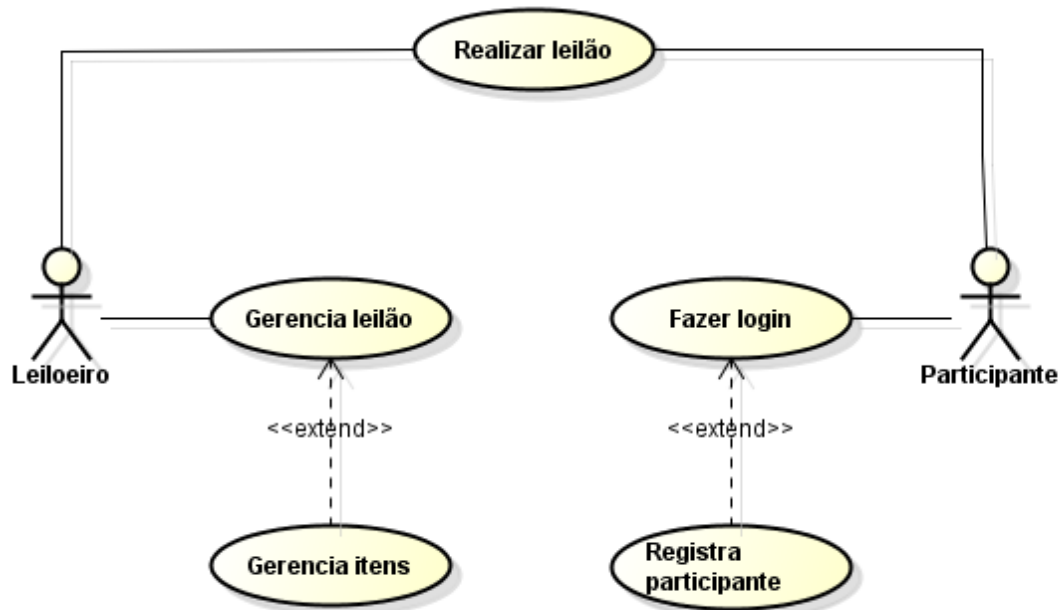 Realizar leilão
Gerencia leilão
Fazer login
Leiloeiro
Participante
<<extend>>
<<extend>>
Gerencia itens
Registra
participante